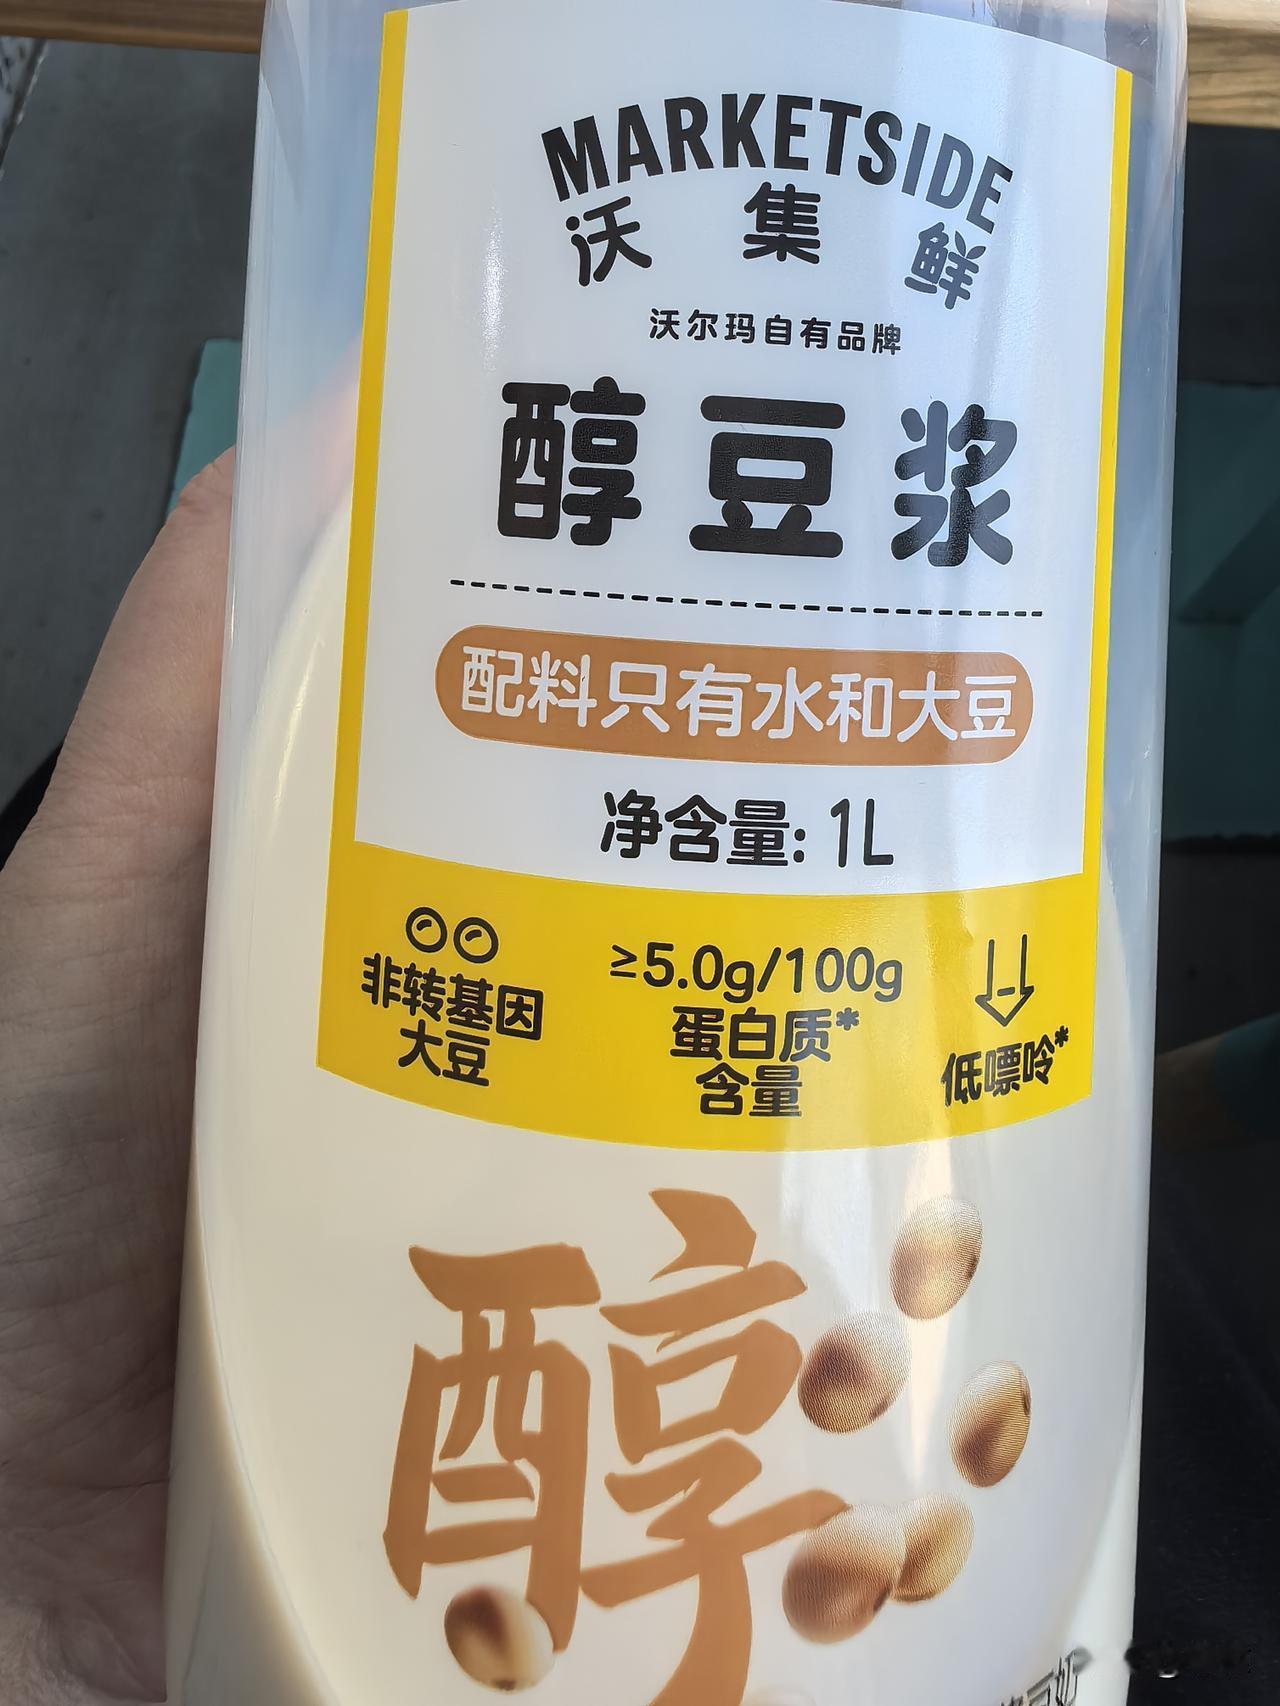 MARKETSIDE
沃集鲜
沃尔玛自有品牌
醇豆浆
配料只有水和大豆
净含量: 1L
非转基因
大豆
≥5.0g/100g
蛋白质*
含量
低嘌呤*
醇